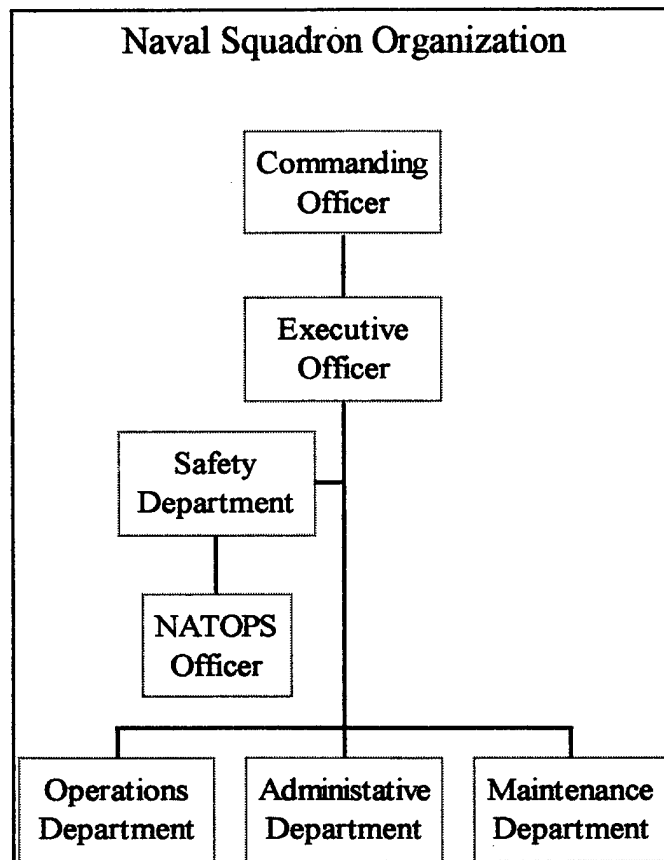 Naval Squadron Organization
Commanding
Officer
Executive
Officer
Safety
Department
NATOPS
Officer
Operations
Department
Administative
Department
Maintenance
Department